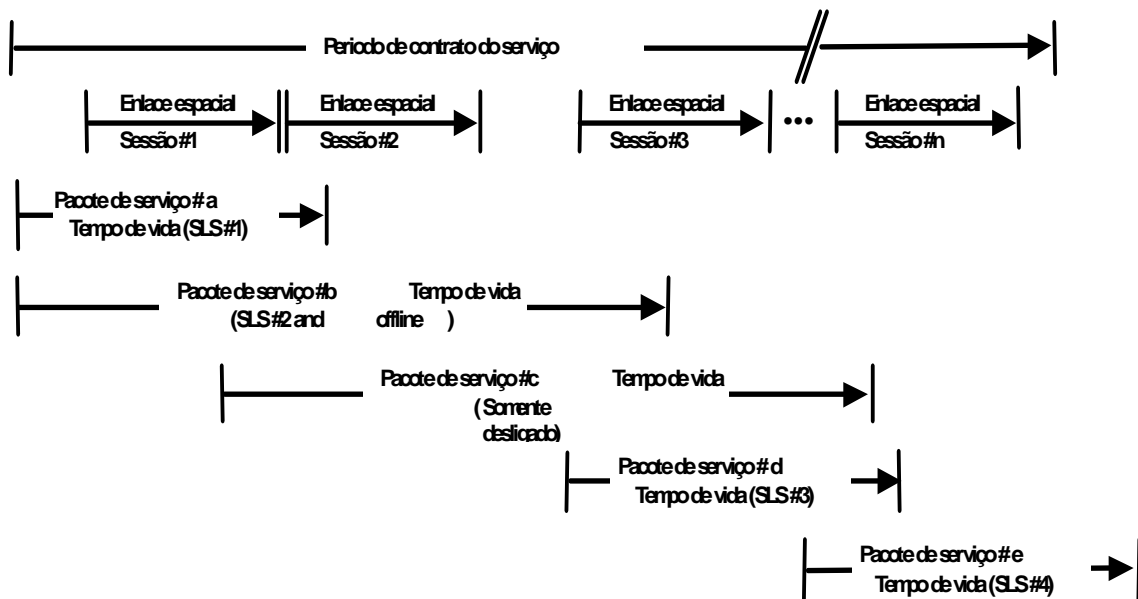 Periodo de contrato do serviço
Enlace espacial
Sessão #1
Enlace espacial
Sessão #2
Enlace espacial
Sessão #3
•••
Enlace espacial
Sessão #n
Pacote de serviço # a
Tempo de vida (SLS #1)
Pacote de serviço #b Tempo de vida
(SLS #2 and offline )
Pacote de serviço #c Tempo de vida
( Somente
desligado)
Pacote de serviço # d
Tempo de vida (SLS #3)
Pacote de serviço # e
Tempo de vida (SLS #4)